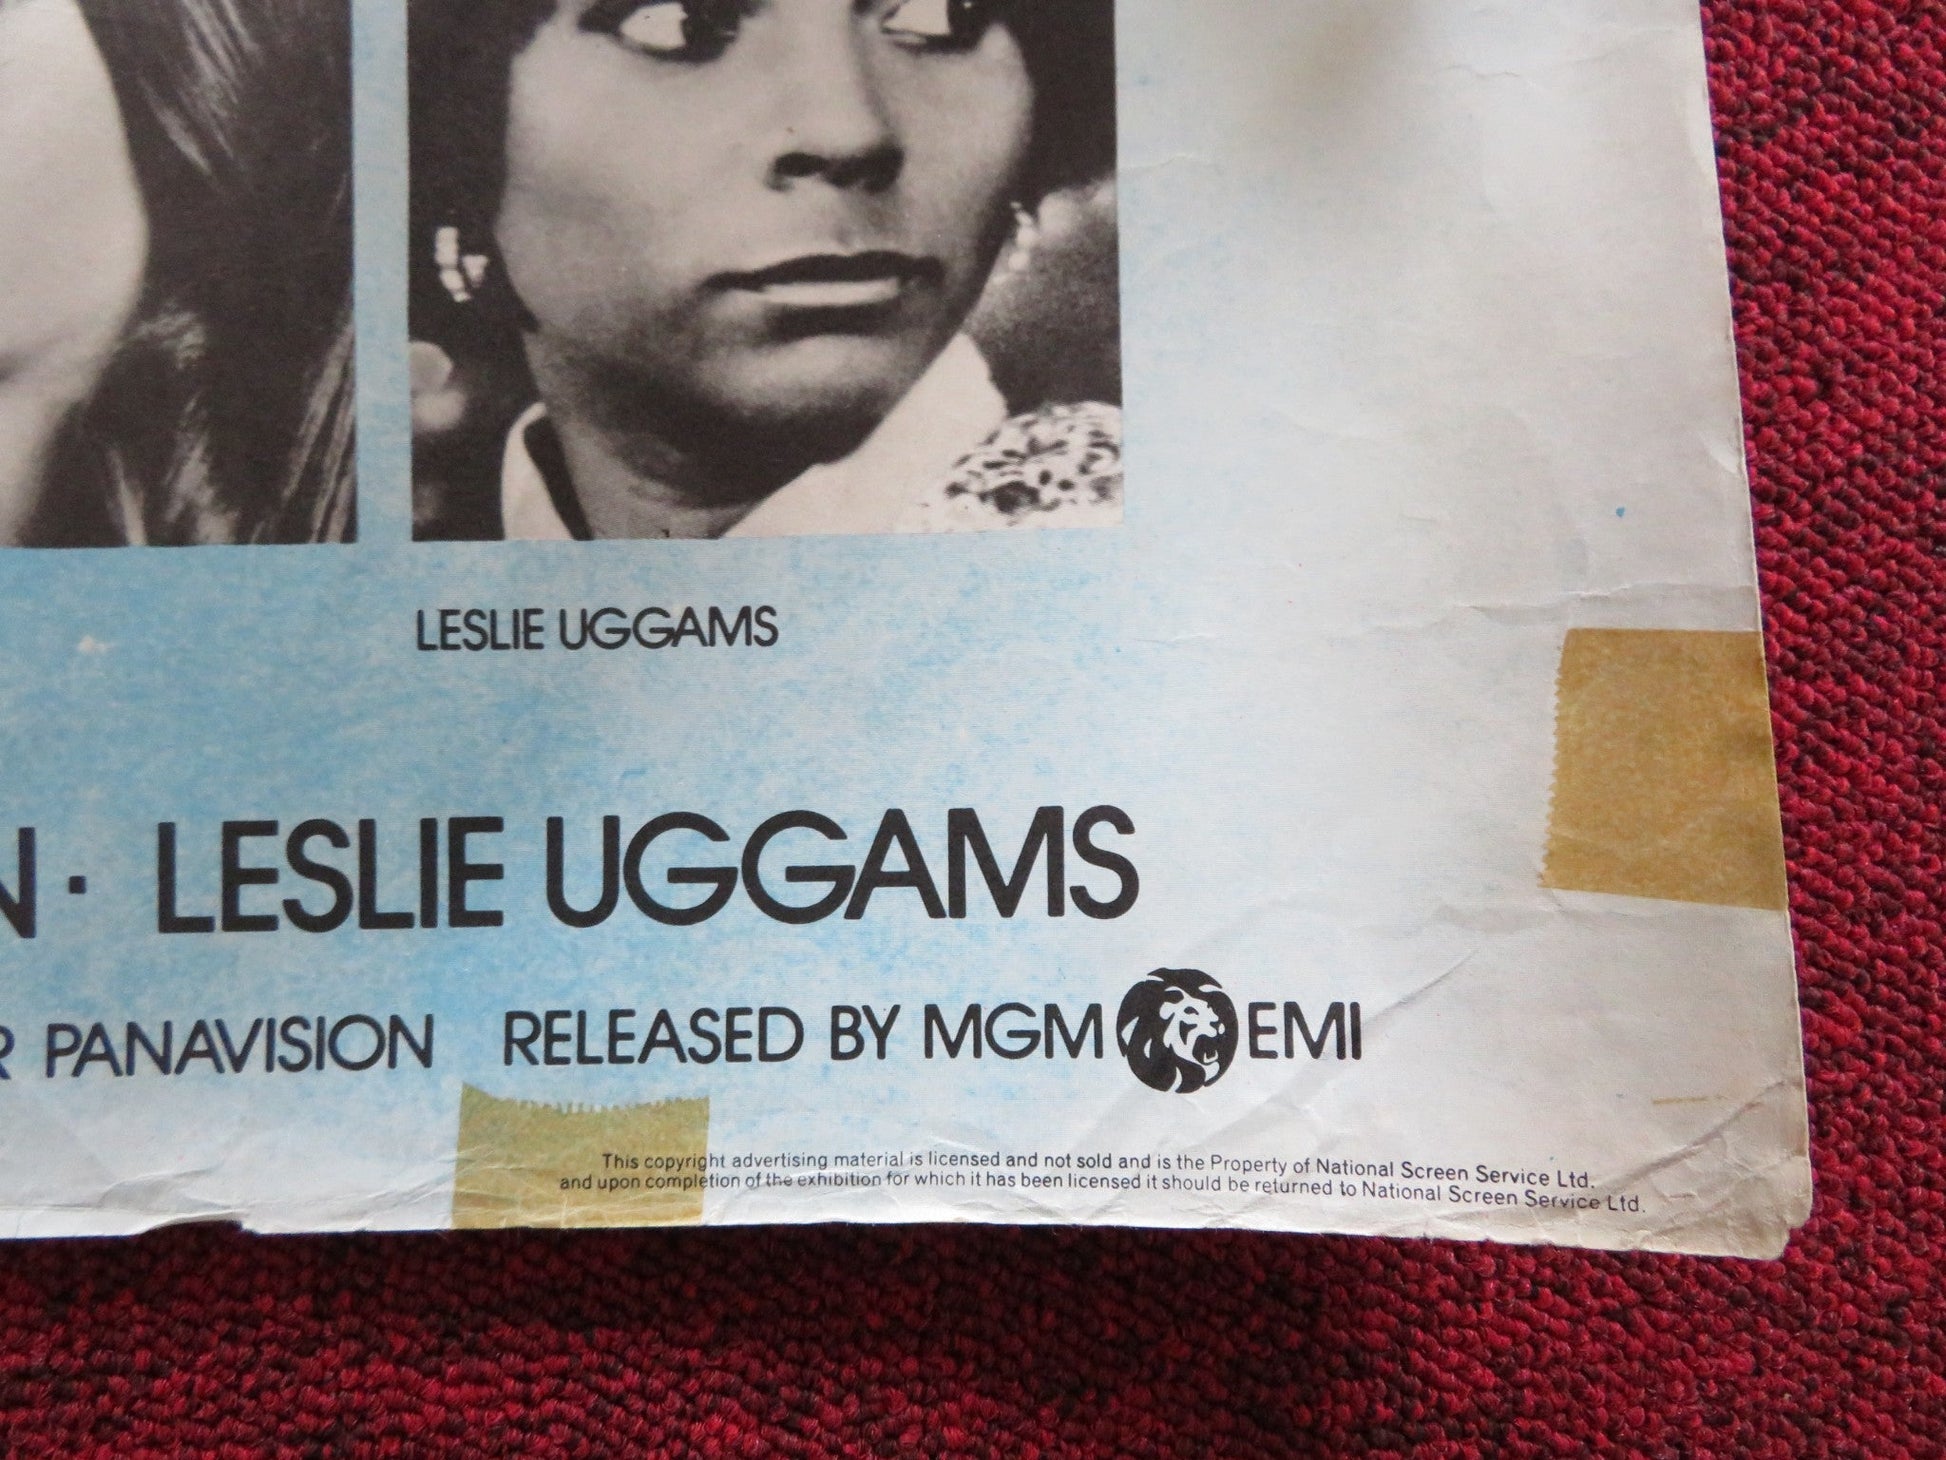 LESLIE UGGAMS
N · LESLIE UGGAMS
R PANAVISION RELEASED BY MGM EMI
This copyright advertising material is licensed and not sold and is the Property of National Screen Service Ltd.
and upon completion of the exhibition for which it has been licensed it should be returned to National Screen Service Ltd.